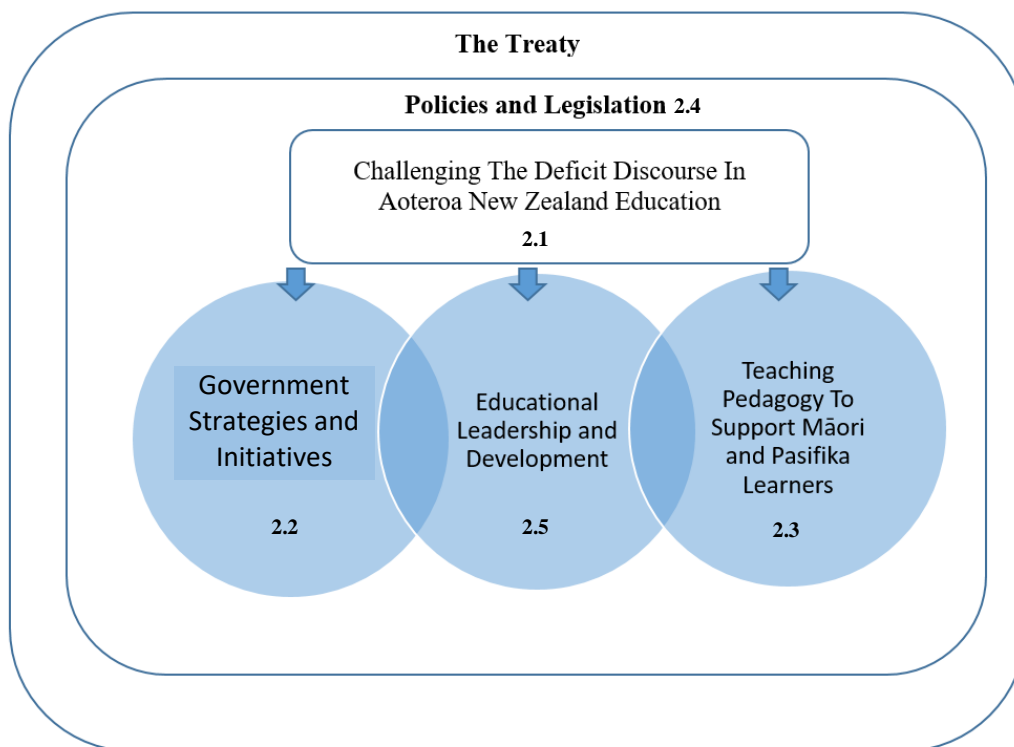 The Treaty
Policies and Legislation 2.4
Challenging The Deficit Discourse In
Aoteroa New Zealand Education
2.1
Government
Strategies and
Initiatives
2.2
Educational
Leadership and
Development
2.5
Teaching
Pedagogy To
Support Māori
and Pasifika
Learners
2.3